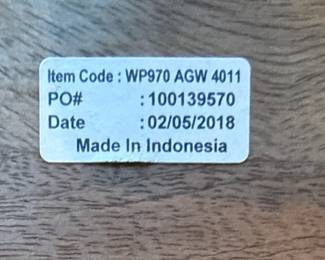 Item Code : WP970 AGW 4011
PO# : 100139570
Date : 02/05/2018
Made In Indonesia